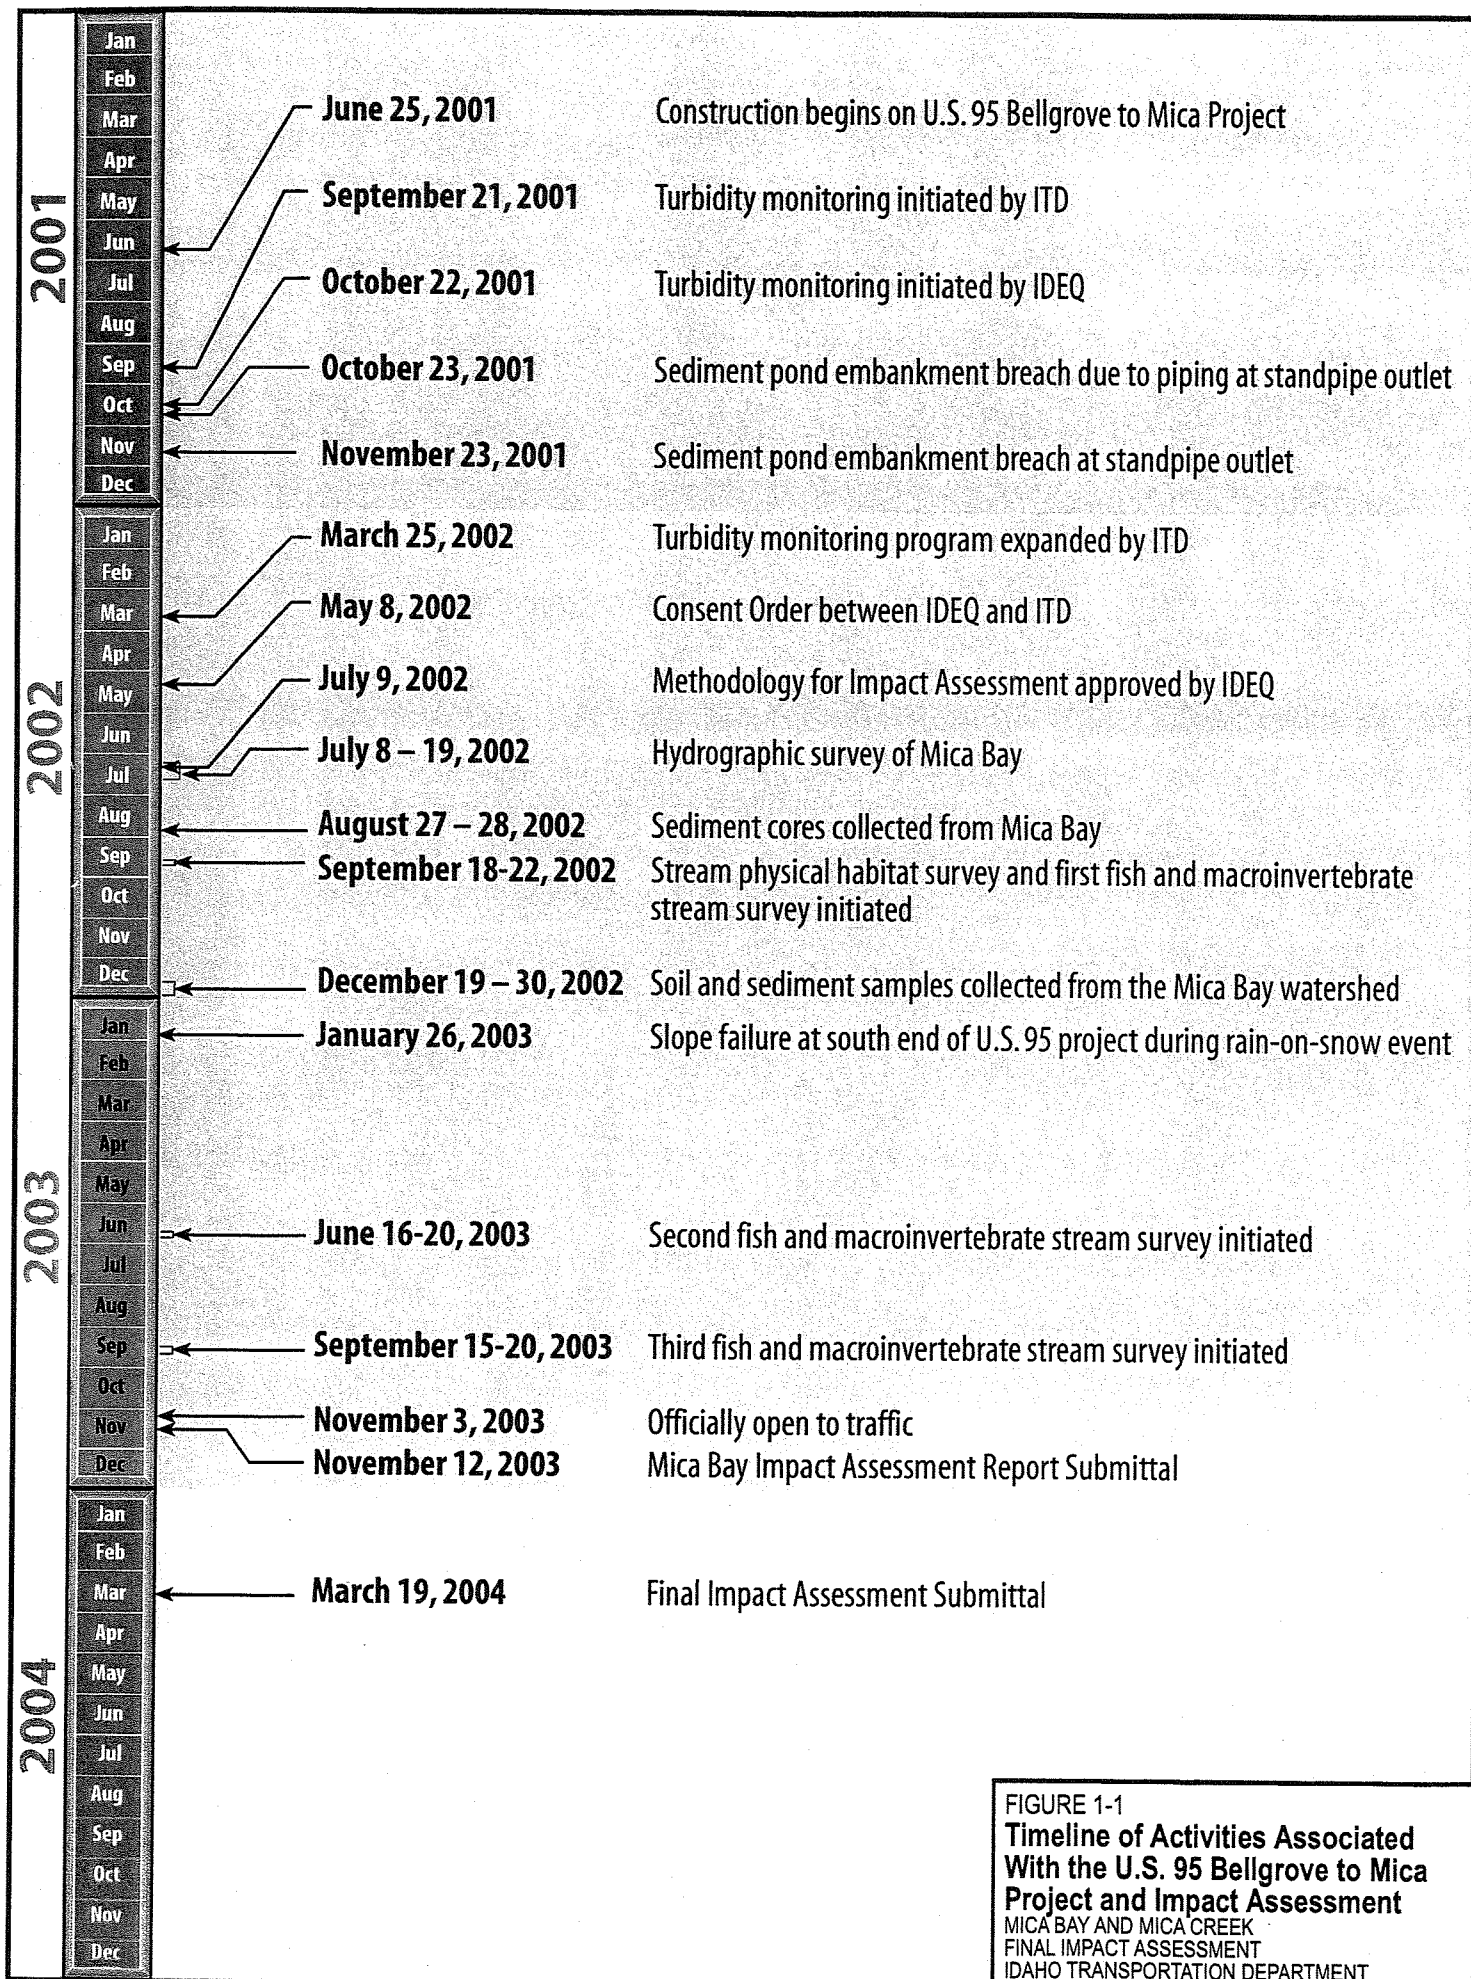 2001
Jan
Feb
Mar
Apr
May
Jun
Jul
Aug
Sep
Oct
Nov
Dec
June 25, 2001 Construction begins on U.S. 95 Bellgrove to Mica Project
September 21, 2001 Turbidity monitoring initiated by ITD
October 22, 2001 Turbidity monitoring initiated by IDEQ
October 23, 2001 Sediment pond embankment breach due to piping at standpipe outlet
November 23, 2001 Sediment pond embankment breach at standpipe outlet
2002
Jan
Feb
Mar
Apr
May
Jun
Jul
Aug
Sep
Oct
Nov
Dec
March 25, 2002 Turbidity monitoring program expanded by ITD
May 8, 2002 Consent Order between IDEQ and ITD
July 9, 2002 Methodology for Impact Assessment approved by IDEQ
July 8 – 19, 2002 Hydrographic survey of Mica Bay
August 27 – 28, 2002 Sediment cores collected from Mica Bay
September 18-22, 2002 Stream physical habitat survey and first fish and macroinvertebrate
stream survey initiated
December 19 – 30, 2002 Soil and sediment samples collected from the Mica Bay watershed
2003
Jan
Feb
Mar
Apr
May
Jun
Jul
Aug
Sep
Oct
Nov
Dec
January 26, 2003 Slope failure at south end of U.S. 95 project during rain-on-snow event
June 16-20, 2003 Second fish and macroinvertebrate stream survey initiated
September 15-20, 2003 Third fish and macroinvertebrate stream survey initiated
November 3, 2003 Officially open to traffic
November 12, 2003 Mica Bay Impact Assessment Report Submittal
2004
Jan
Feb
Mar
Apr
May
Jun
Jul
Aug
Sep
Oct
Nov
Dec
March 19, 2004 Final Impact Assessment Submittal
FIGURE 1-1
Timeline of Activities Associated
With the U.S. 95 Bellgrove to Mica
Project and Impact Assessment
MICA BAY AND MICA CREEK
FINAL IMPACT ASSESSMENT
IDAHO TRANSPORTATION DEPARTMENT